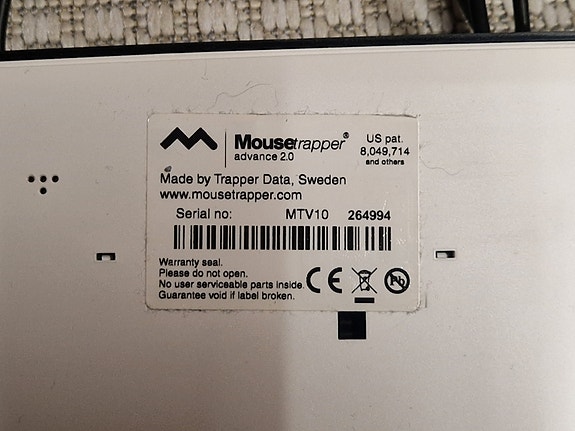 Mousetrapper®
advance 2.0
US pat.
8,049,714
and others
Made by Trapper Data, Sweden
www.mousetrapper.com
Serial no: MTV10 264994
Warranty seal.
Please do not open.
No user serviceable parts inside.
Guarantee void if label broken.
CE
Pb